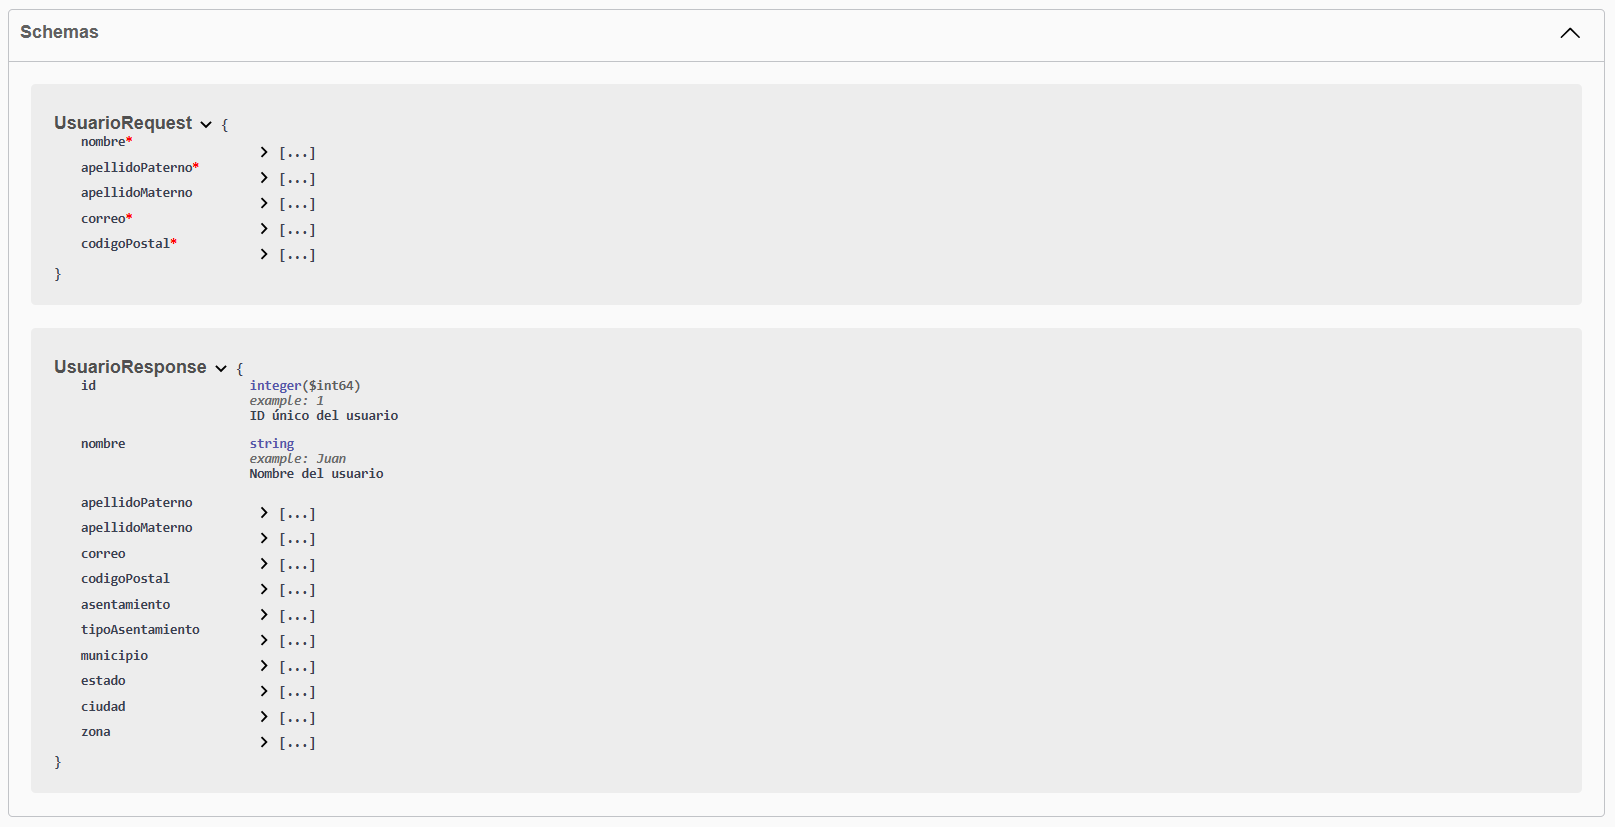 Schemas
UsuarioRequest {
nombre* [...]
apellidoPaterno* [...]
apellidoMaterno [...]
correo* [...]
codigoPostal* [...]
}
UsuarioResponse {
id integer($int64)
example: 1
ID único del usuario
nombre string
example: Juan
Nombre del usuario
apellidoPaterno [...]
apellidoMaterno [...]
correo [...]
codigoPostal [...]
asentamiento [...]
tipoAsentamiento [...]
municipio [...]
estado [...]
ciudad [...]
zona [...]
}